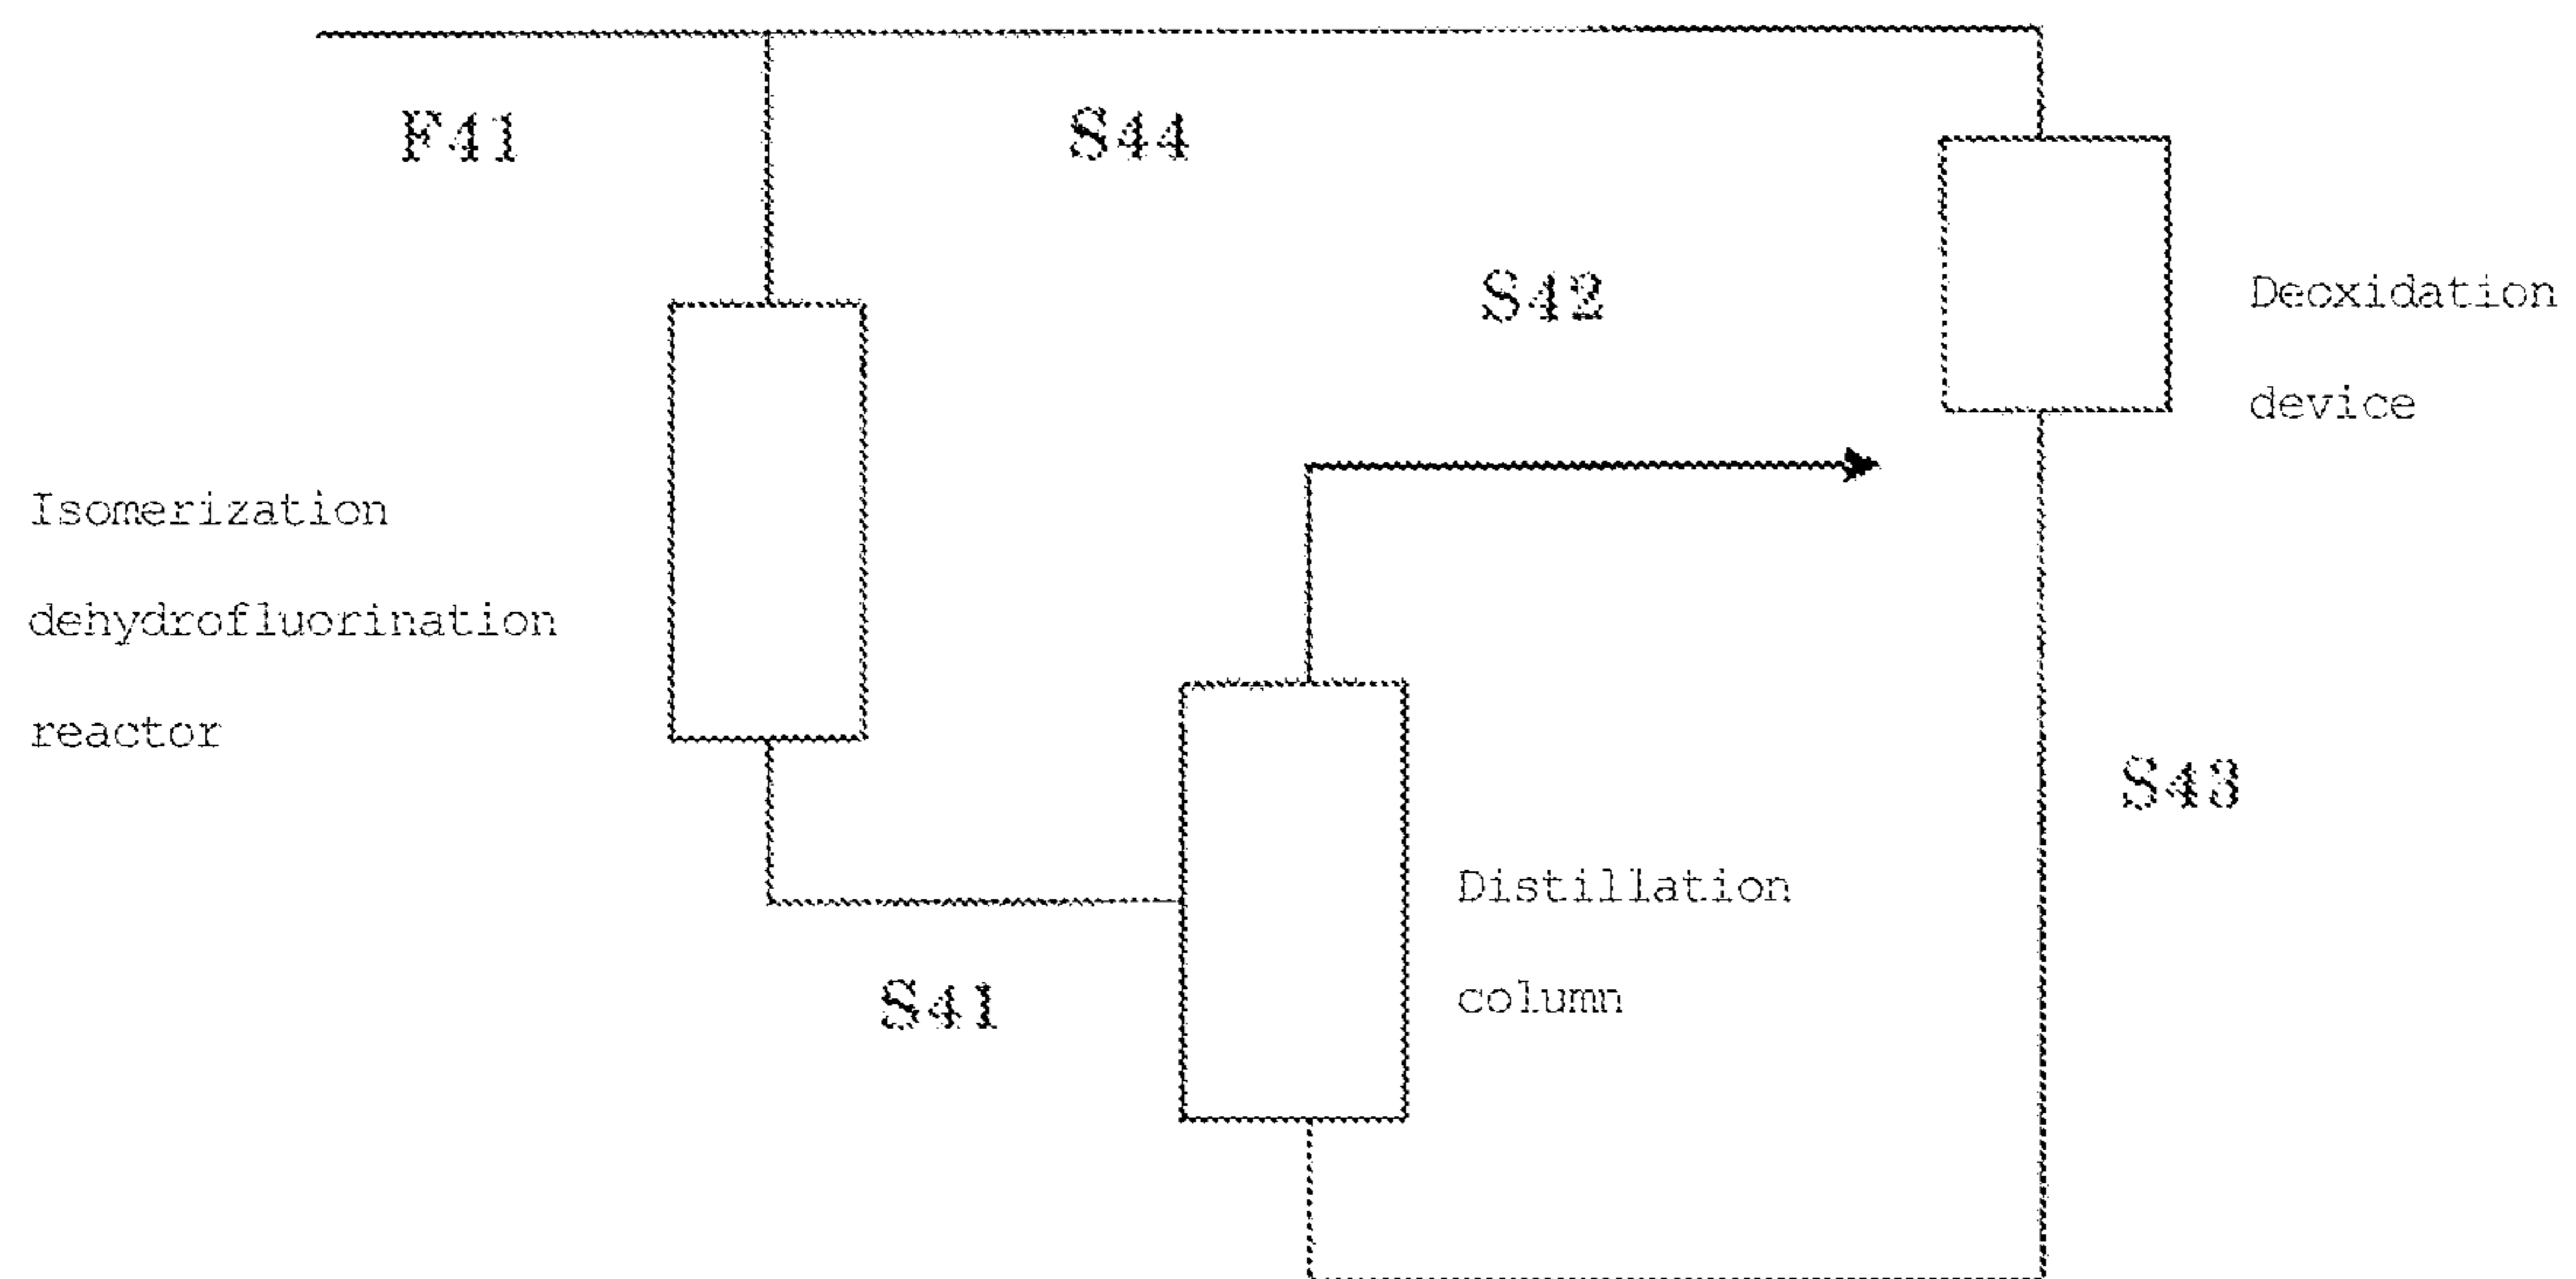 F41
S44
S42
Deoxidation
device
Isomerization
dehydrofluorination
reactor
S43
Distillation
column
S41